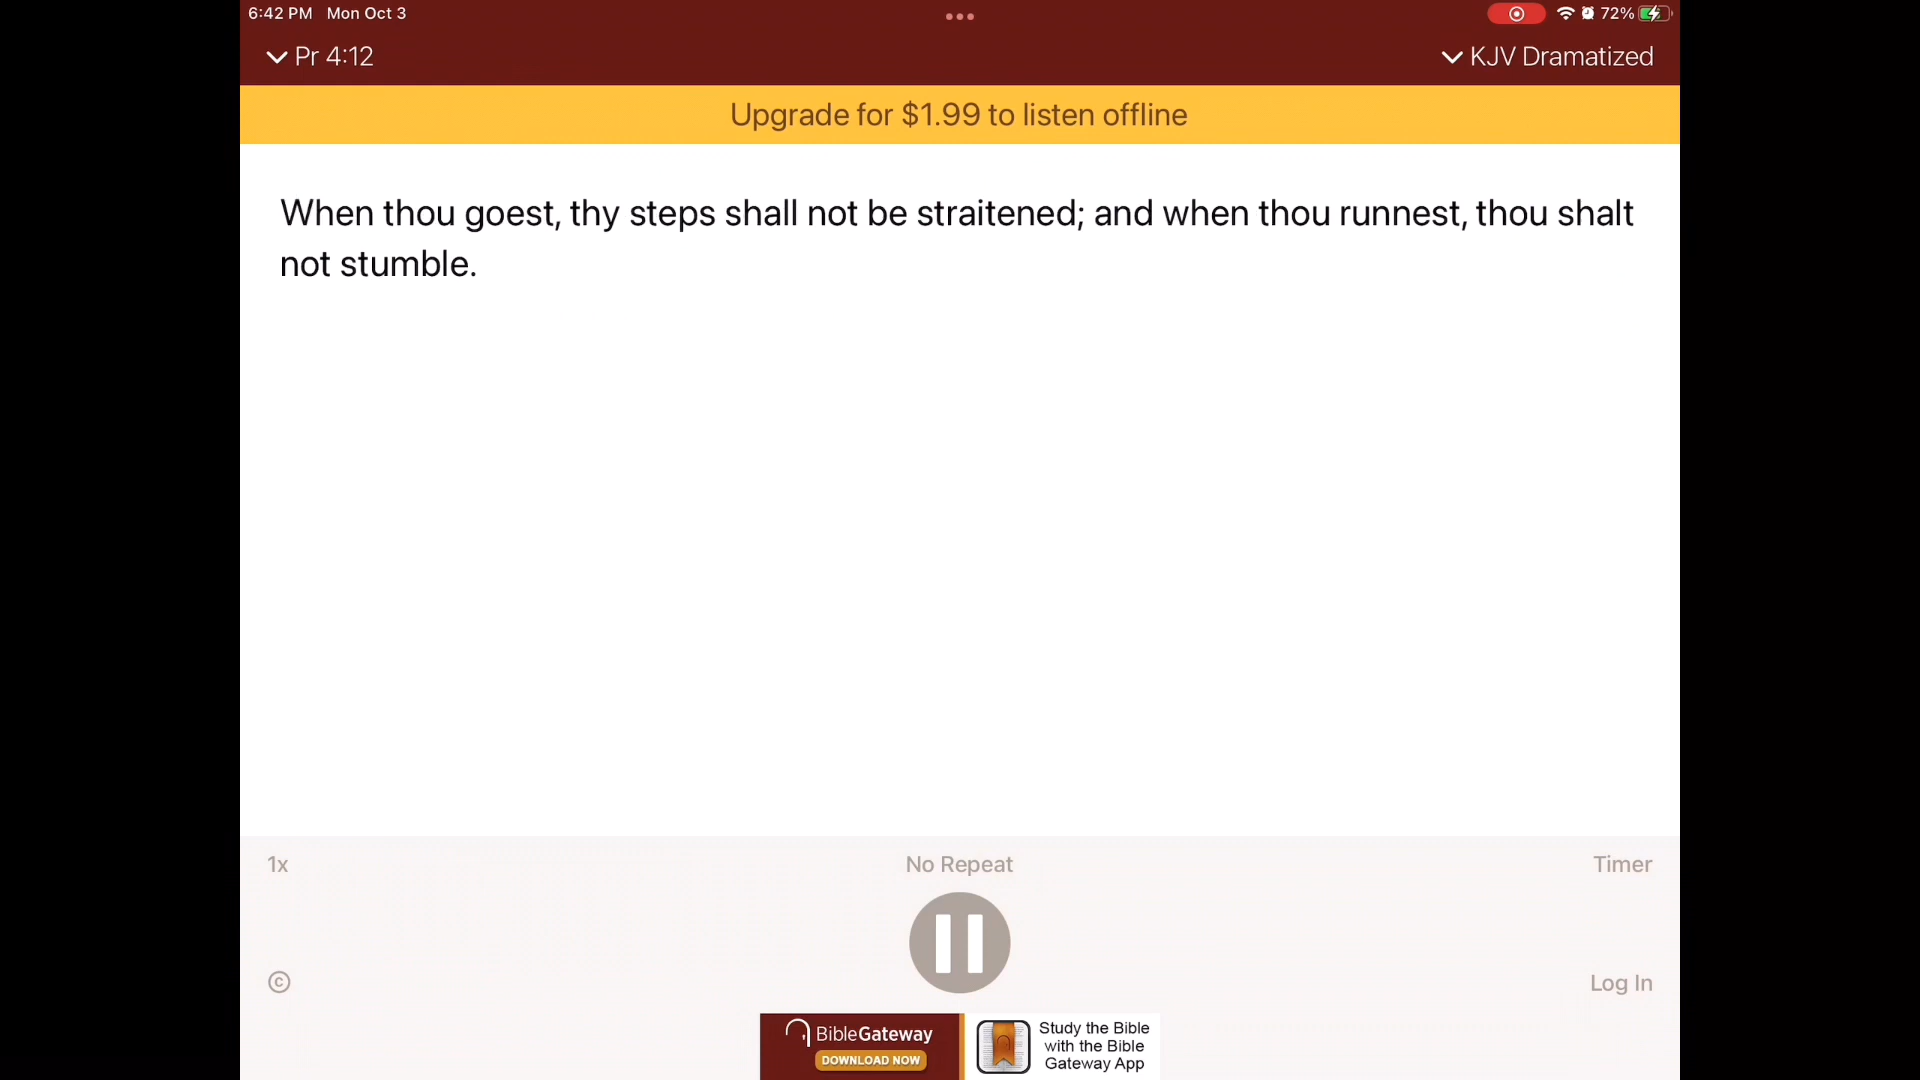 6:42 PM Mon Oct 3
72%
Pr 4:12
KJV Dramatized
Upgrade for $1.99 to listen offline
When thou goest, thy steps shall not be straitened; and when thou runnest, thou shalt
not stumble.
1x
No Repeat
Timer
©
Log In
BibleGateway
DOWNLOAD NOW
Study the Bible
with the Bible
Gateway App